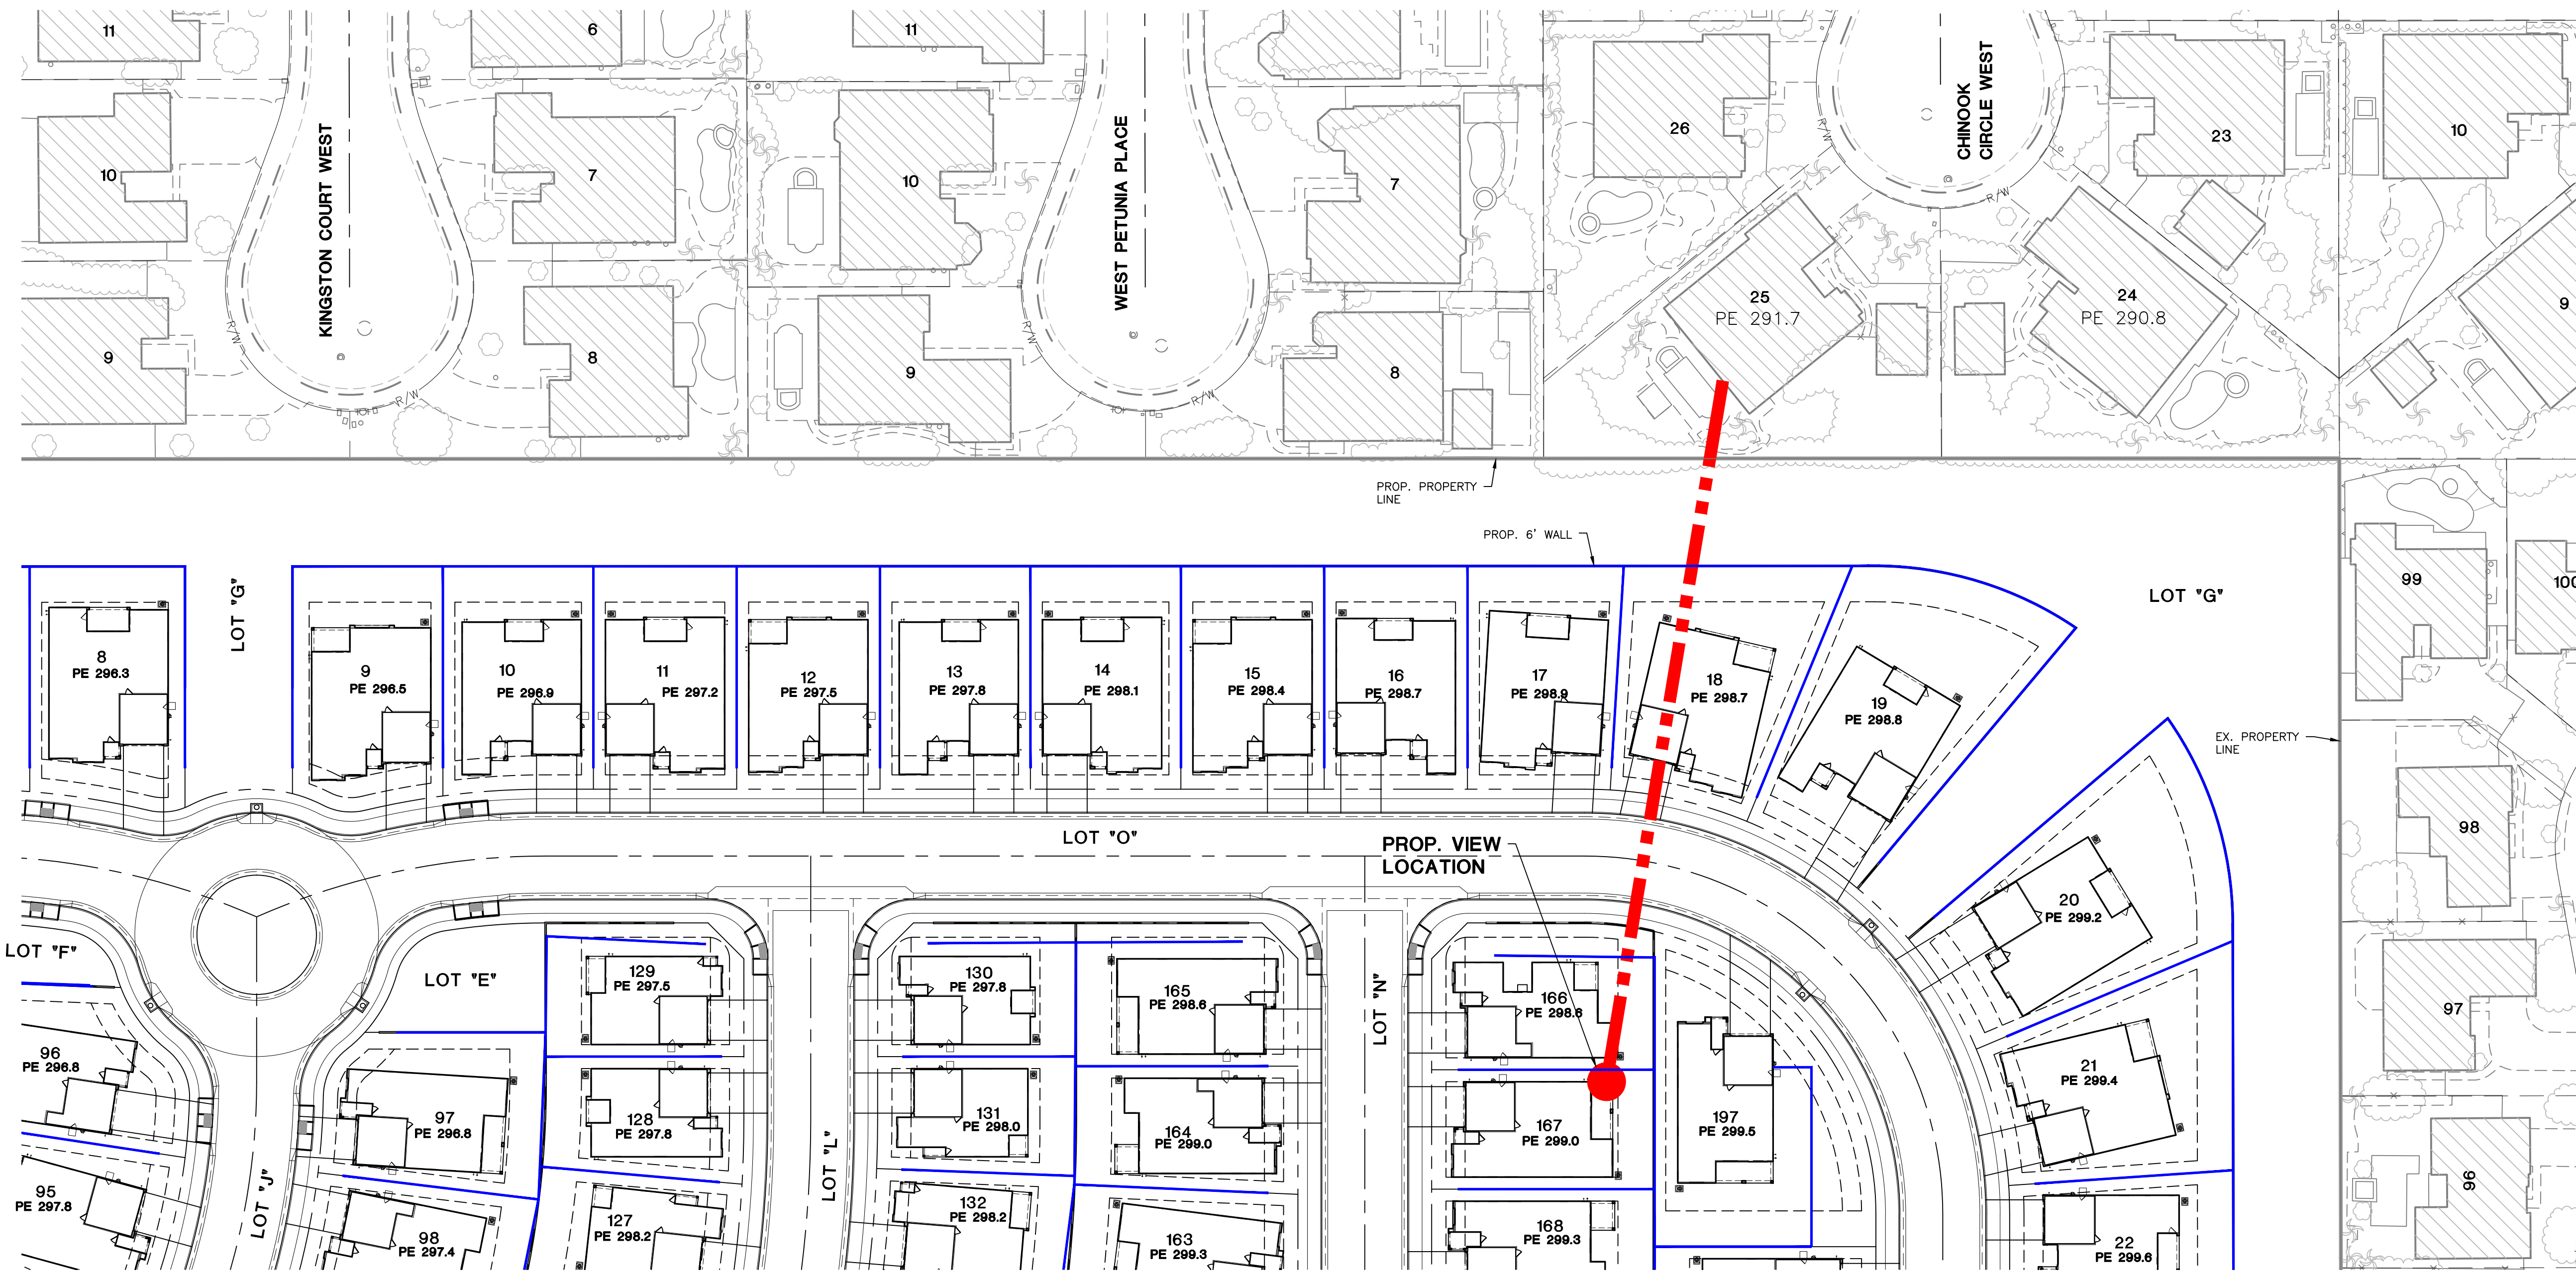 11
6
11
KINGSTON COURT WEST
WEST PETUNIA PLACE
CHINOOK
CIRCLE WEST
R/W
R/W
10
7
10
7
26
23
10
9
8
9
8
25
PE 291.7
24
PE 290.8
9
R/W
R/W
R/W
R/W
PROP. PROPERTY
LINE
PROP. 6' WALL
LOT "G"
LOT "G"
99
100
8
PE 296.3
9
PE 296.5
10
PE 296.9
11
PE 297.2
12
PE 297.5
13
PE 297.8
14
PE 298.1
15
PE 298.4
16
PE 298.7
17
PE 298.9
18
PE 298.7
19
PE 298.8
EX. PROPERTY
LINE
98
LOT "O"
PROP. VIEW
LOCATION
20
PE 299.2
LOT "F"
LOT "E"
129
PE 297.5
130
PE 297.8
165
PE 298.6
LOT "N"
166
PE 298.6
97
96
PE 296.8
97
PE 296.8
128
PE 297.8
131
PE 298.0
164
PE 299.0
167
PE 299.0
197
PE 299.5
21
PE 299.4
95
PE 297.8
LOT "J"
98
PE 297.4
127
PE 298.2
LOT "L"
132
PE 298.2
163
PE 299.3
168
PE 299.3
22
PE 299.6
96